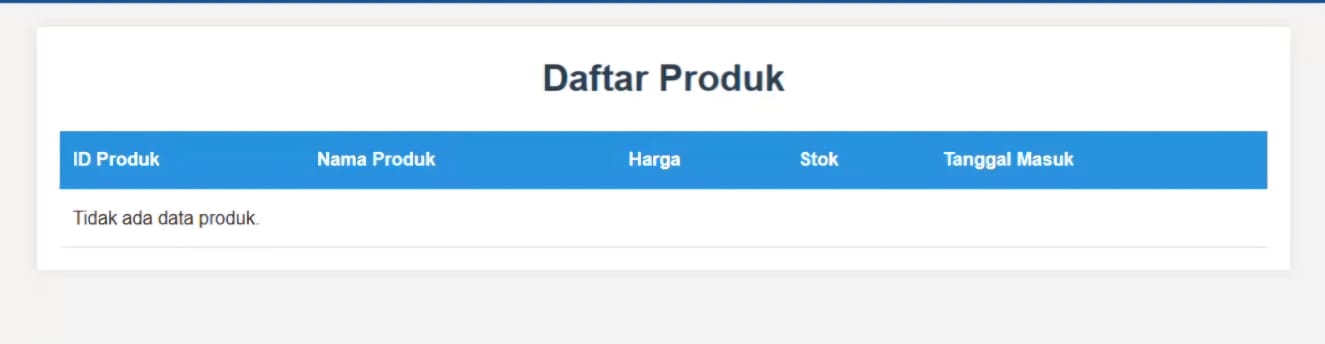 Daftar Produk
ID Produk Nama Produk Harga Stok Tanggal Masuk
Tidak ada data produk.